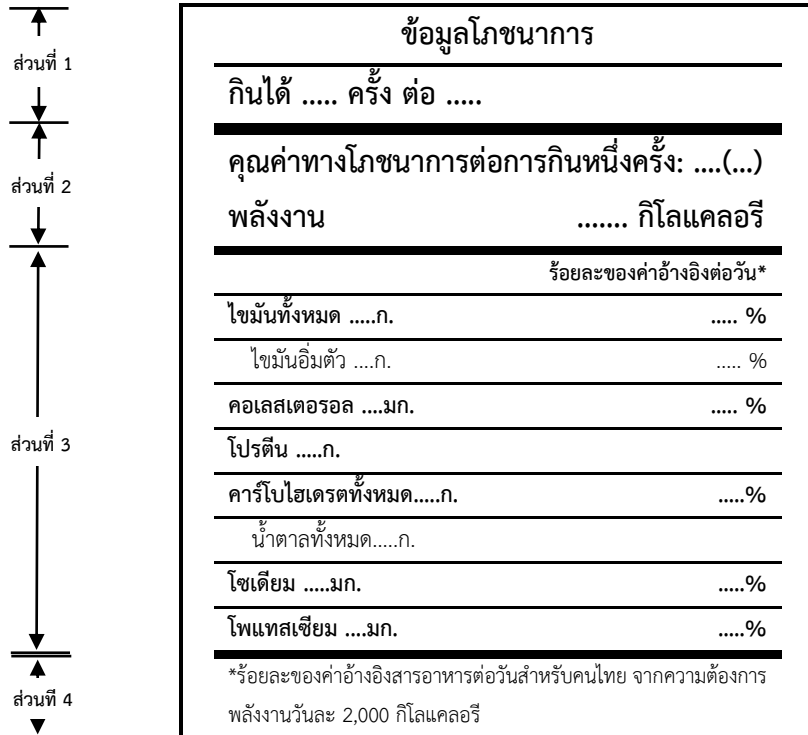 ส่วนที่ 1
ส่วนที่ 2
ส่วนที่ 3
ส่วนที 4
ข้อมูลโภชนาการ
กินได้ ..... ครั้ง ต่อ .....
คุณค่าทางโภชนาการต่อการกินหนึ่งครั้ง: ....(...)
พลังงาน ....... กิโลแคลอรี
ร้อยละของค่าอ้างอิงต่อวัน*
ไขมันทั้งหมด .....ก. ..... %
ไขมันอิ่มตัว ....ก. ..... %
คอเลสเตอรอล ....มก. ..... %
โปรตีน .....ก.
คาร์โบไฮเดรตทั้งหมด.....ก. .....%
น้ำตาลทั้งหมด.....ก.
โซเดียม .....มก. .....%
โพแทสเซียม ....มก. .....%
*ร้อยละของค่าอ้างอิงสารอาหารต่อวันสำหรับคนไทย จากความต้องการ
พลังงานวันละ 2,000 กิโลแคลอรี